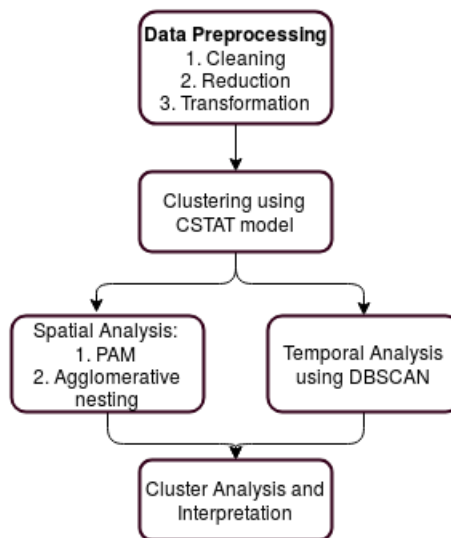 Data Preprocessing
1. Cleaning
2. Reduction
3. Transformation
Clustering using
CSTAT model
Spatial Analysis:
1. PAM
2. Agglomerative
nesting
Temporal Analysis
using DBSCAN
Cluster Analysis and
Interpretation